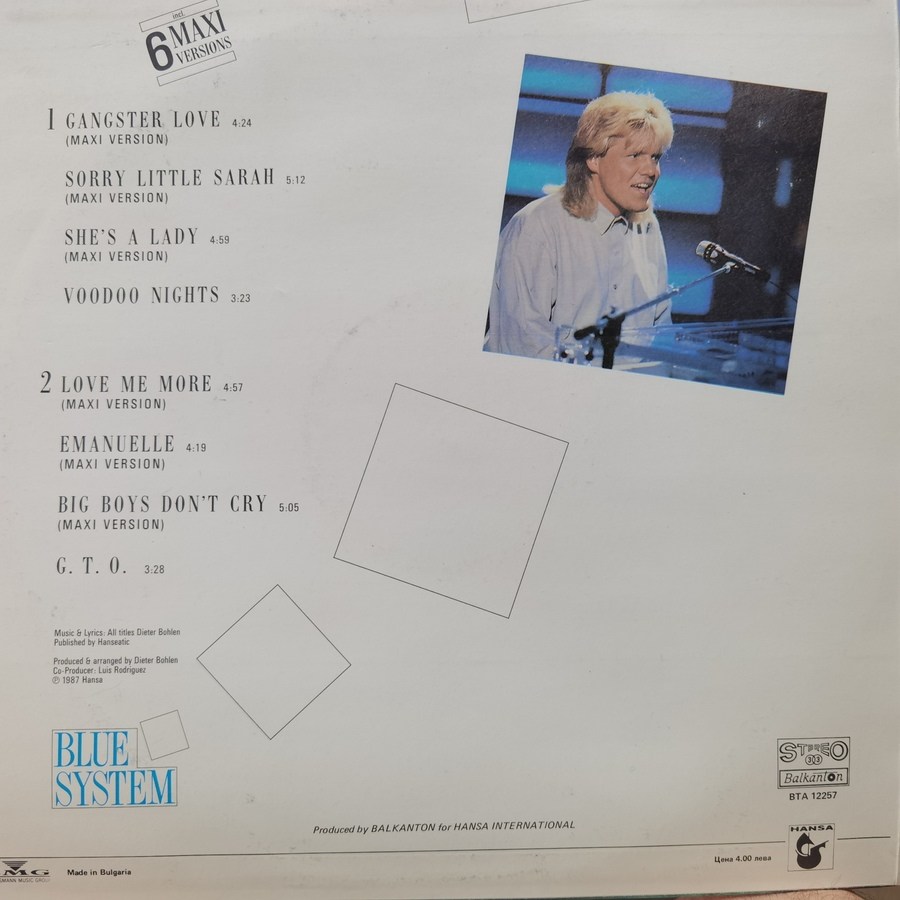 incl.
6 MAXI
VERSIONS
1 GANGSTER LOVE 4:24
(MAXI VERSION)
SORRY LITTLE SARAH 5:12
(MAXI VERSION)
SHE'S A LADY 4:59
(MAXI VERSION)
VOODOO NIGHTS 3:23
2 LOVE ME MORE 4:57
(MAXI VERSION)
EMANUELLE 4:19
(MAXI VERSION)
BIG BOYS DON'T CRY 5:05
(MAXI VERSION)
G. T. O. 3:28
Music & Lyrics: All titles Dieter Bohlen
Published by Hanseatic
Produced & arranged by Dieter Bohlen
Co-Producer: Luis Rodriguez
℗ 1987 Hansa
BLUE
SYSTEM
STEREO
33
Balkanton
BTA 12257
Produced by BALKANTON for HANSA INTERNATIONAL
HANSA
Цена 4.00 лева
MG
Made in Bulgaria